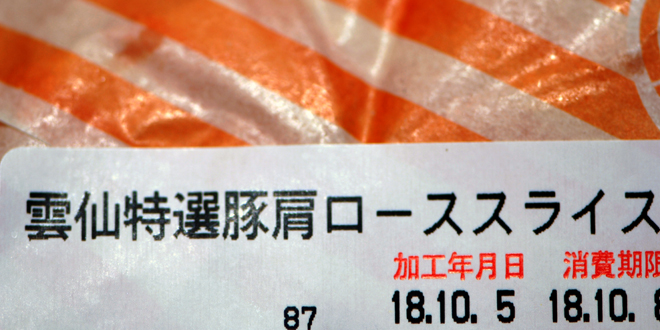 雲仙特選豚肩ローススライス
加工年月日 消費期限
18.10. 5 18.10. 8
87